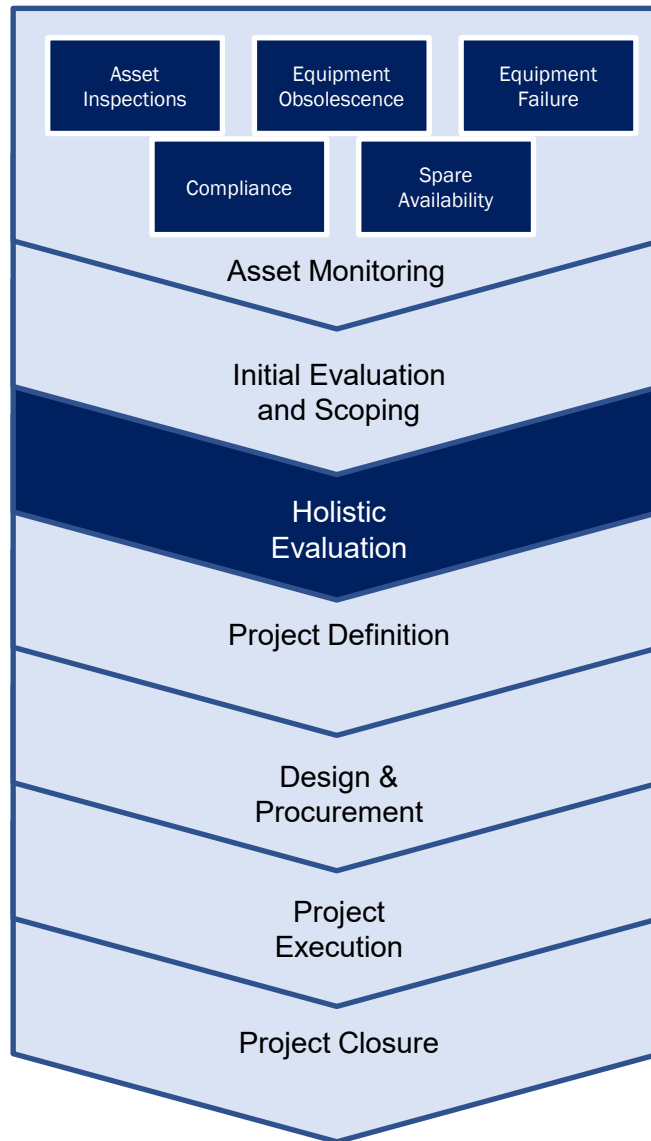 Asset
Inspections
Equipment
Obsolescence
Equipment
Failure
Compliance
Spare
Availability
Asset Monitoring
Initial Evaluation
and Scoping
Holistic
Evaluation
Project Definition
Design &
Procurement
Project
Execution
Project Closure